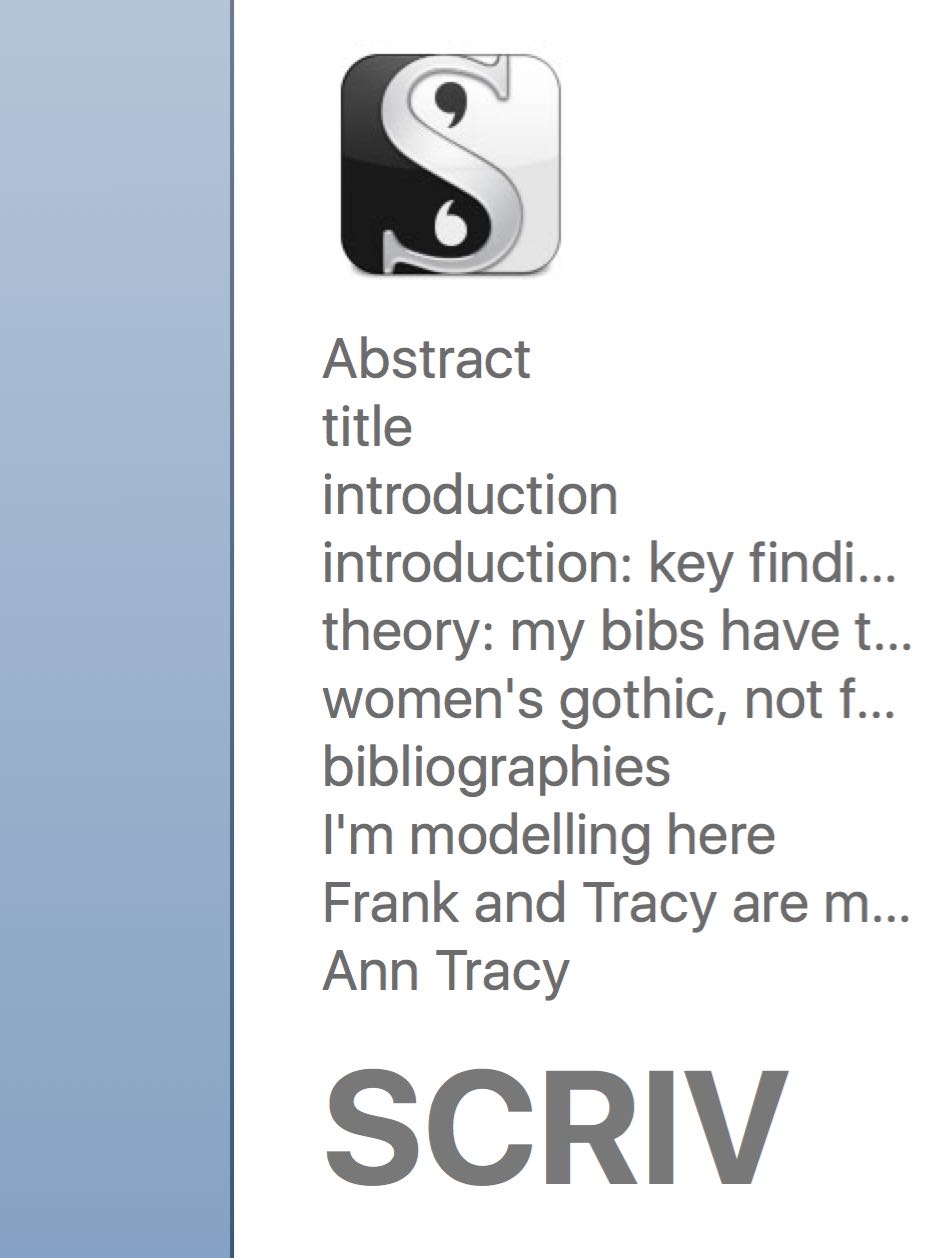 Abstract
title
introduction
introduction: key findi...
theory: my bibs have t...
women's gothic, not f...
bibliographies
I'm modelling here
Frank and Tracy are m...
Ann Tracy
SCRIV